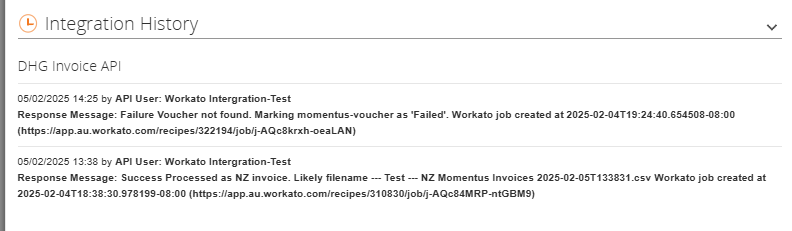 Integration History
DHG Invoice API
05/02/2025 14:25 by API User: Workato Intergration-Test
Response Message: Failure Voucher not found. Marking momentus-voucher as 'Failed'. Workato job created at 2025-02-04T19:24:40.654508-08:00
(https://app.au.workato.com/recipes/322194/job/j-AQc8krxh-oeaLAN)
05/02/2025 13:38 by API User: Workato Intergration-Test
Response Message: Success Processed as NZ invoice. Likely filename --- Test --- NZ Momentus Invoices 2025-02-05T133831.csv Workato job created at
2025-02-04T18:38:30.978199-08:00 (https://app.au.workato.com/recipes/310830/job/j-AQc84MRP-ntGBM9)